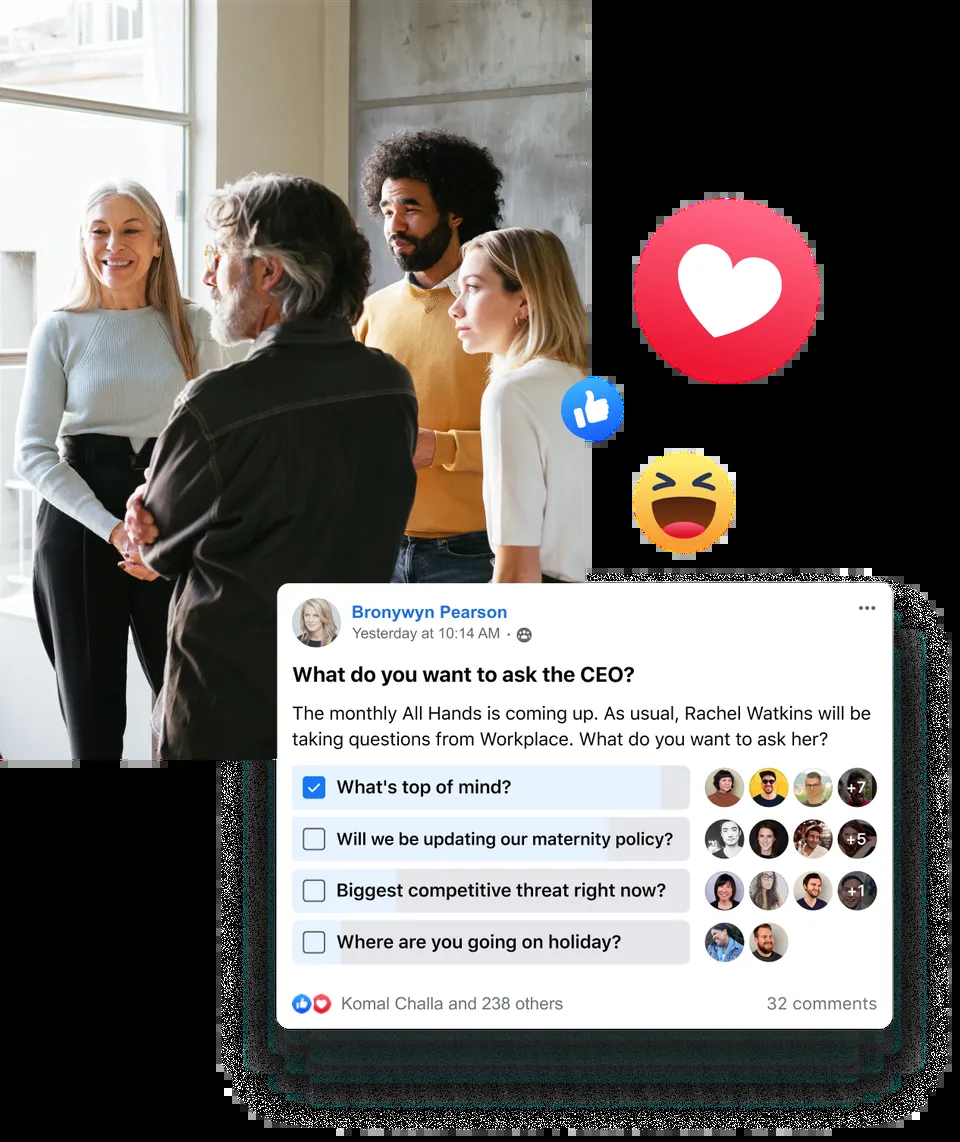 Bronywyn Pearson
Yesterday at 10:14 AM ·
What do you want to ask the CEO?
The monthly All Hands is coming up. As usual, Rachel Watkins will be
taking questions from Workplace. What do you want to ask her?
What's top of mind?
+7
Will we be updating our maternity policy?
+5
Biggest competitive threat right now?
+1
Where are you going on holiday?
Komal Challa and 238 others
32 comments